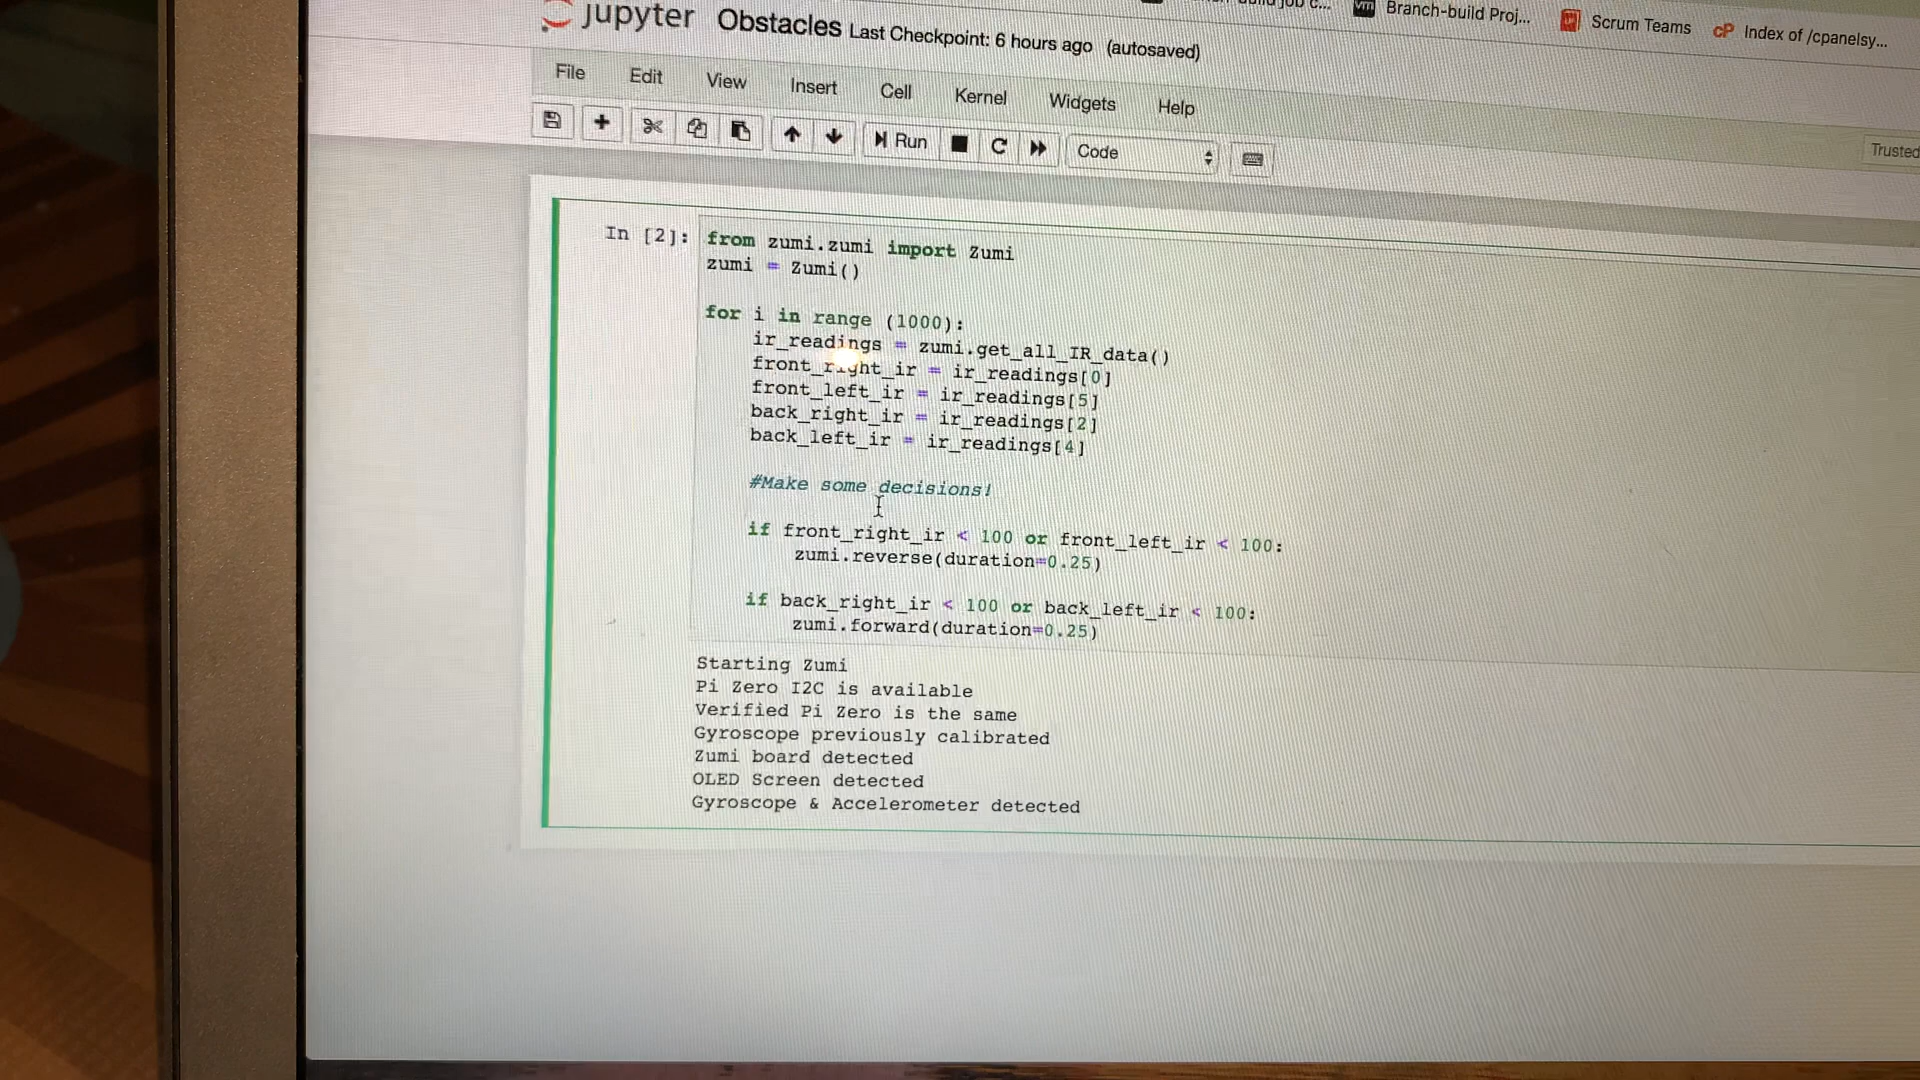 Branch-build Proj...
Scrum Teams
cP Index of /cpanelsy...
jupyter Obstacles Last Checkpoint: 6 hours ago (autosaved)
File Edit View Insert Cell Kernel Widgets Help
Trusted
Run Code
In [2]: from zumi.zumi import Zumi
zumi = Zumi()
for i in range (1000):
ir_readings = zumi.get_all_IR_data()
front_right_ir = ir_readings[0]
front_left_ir = ir_readings[5]
back_right_ir = ir_readings[2]
back_left_ir = ir_readings[4]
#Make some decisions!
if front_right_ir < 100 or front_left_ir < 100:
zumi.reverse(duration=0.25)
if back_right_ir < 100 or back_left_ir < 100:
zumi.forward(duration=0.25)
Starting Zumi
Pi Zero I2C is available
Verified Pi Zero is the same
Gyroscope previously calibrated
Zumi board detected
OLED Screen detected
Gyroscope & Accelerometer detected